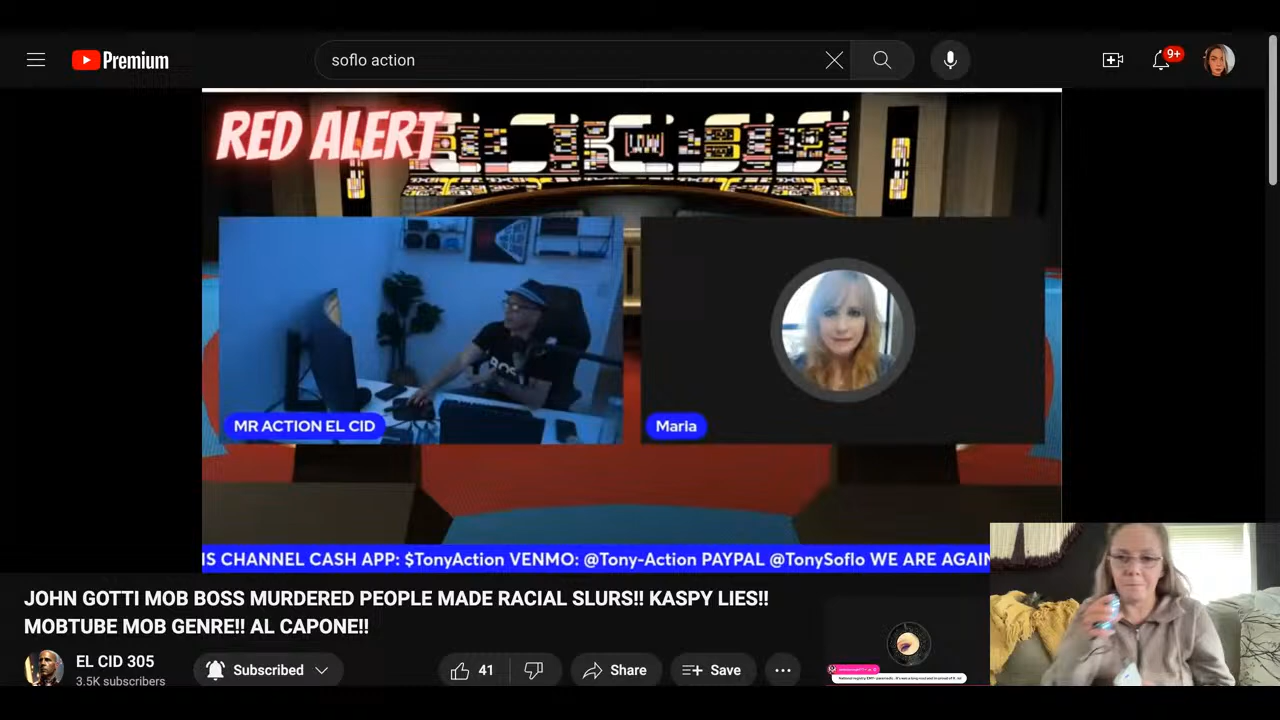 Premium
soflo action
9+
RED ALERT
MR ACTION EL CID
Maria
IS CHANNEL CASH APP: $TonyAction VENMO: @Tony-Action PAYPAL @TonySoflo WE ARE AGAIN
JOHN GOTTI MOB BOSS MURDERED PEOPLE MADE RACIAL SLURS!! KASPY LIES!!
MOBTUBE MOB GENRE!! AL CAPONE!!
EL CID 305
3.5K subscribers
Subscribed
41
Share
Save